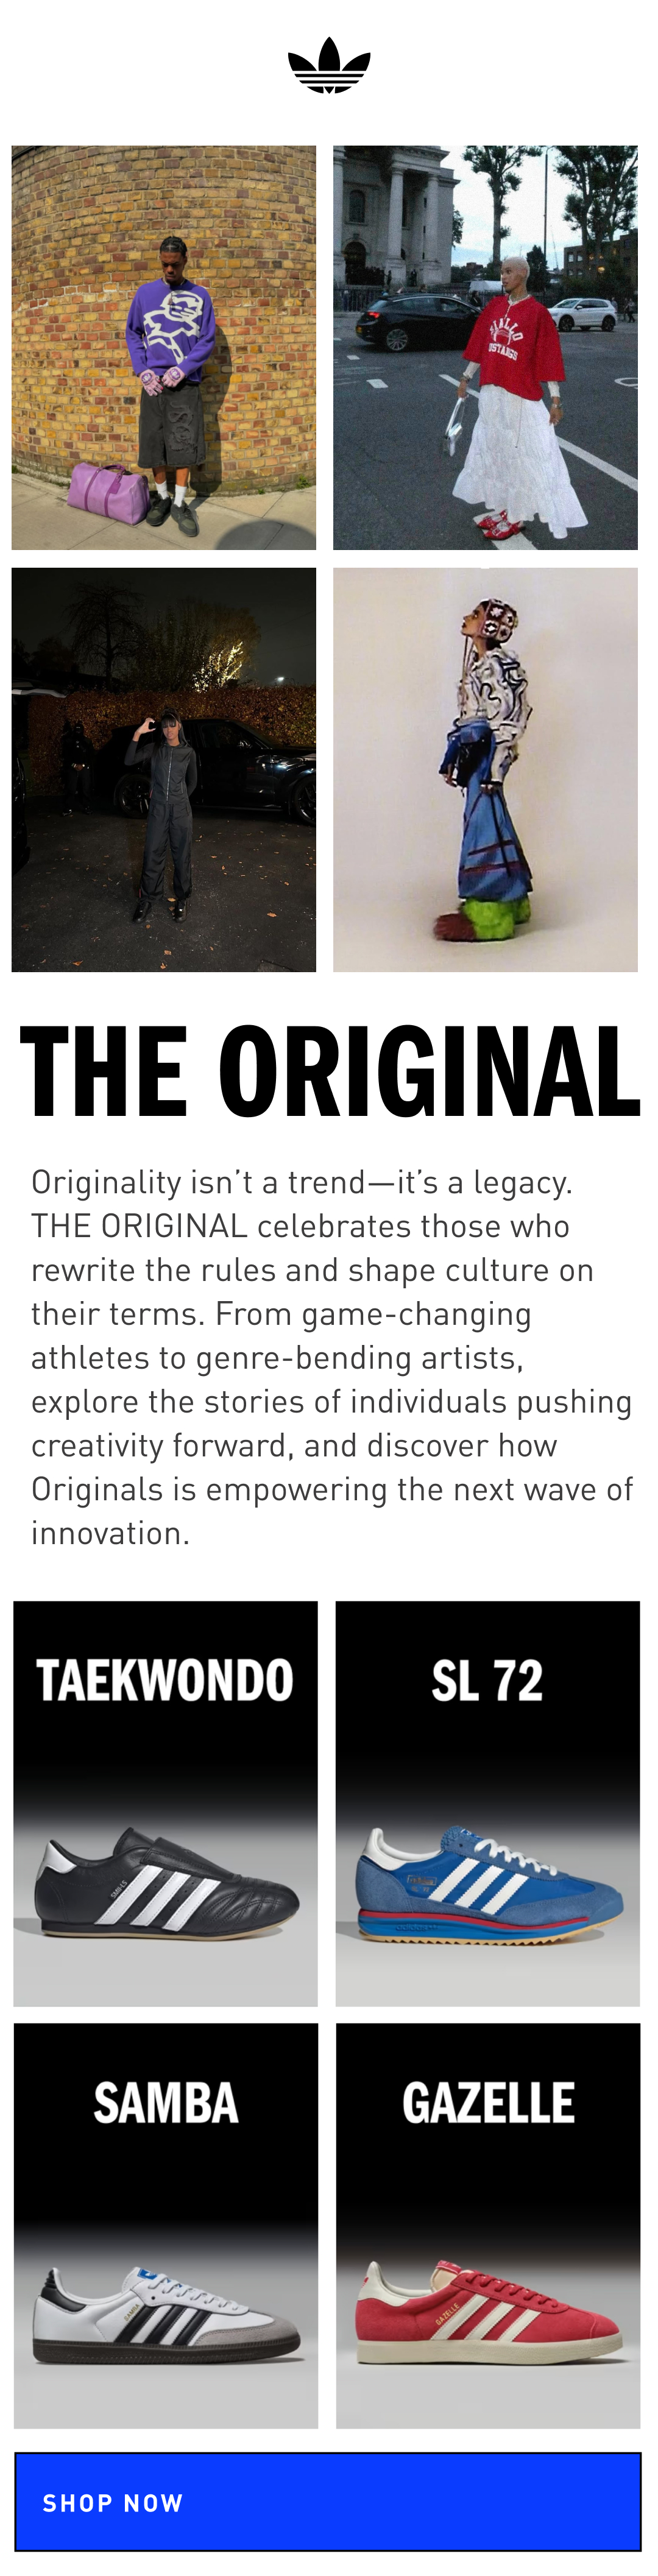 THE ORIGINAL
Originality isn’t a trend—it’s a legacy.
THE ORIGINAL celebrates those who
rewrite the rules and shape culture on
their terms. From game-changing
athletes to genre-bending artists,
explore the stories of individuals pushing
creativity forward, and discover how
Originals is empowering the next wave of
innovation.
TAEKWONDO
SL 72
SAMBA
SAMBA
GAZELLE
GAZELLE
SHOP NOW